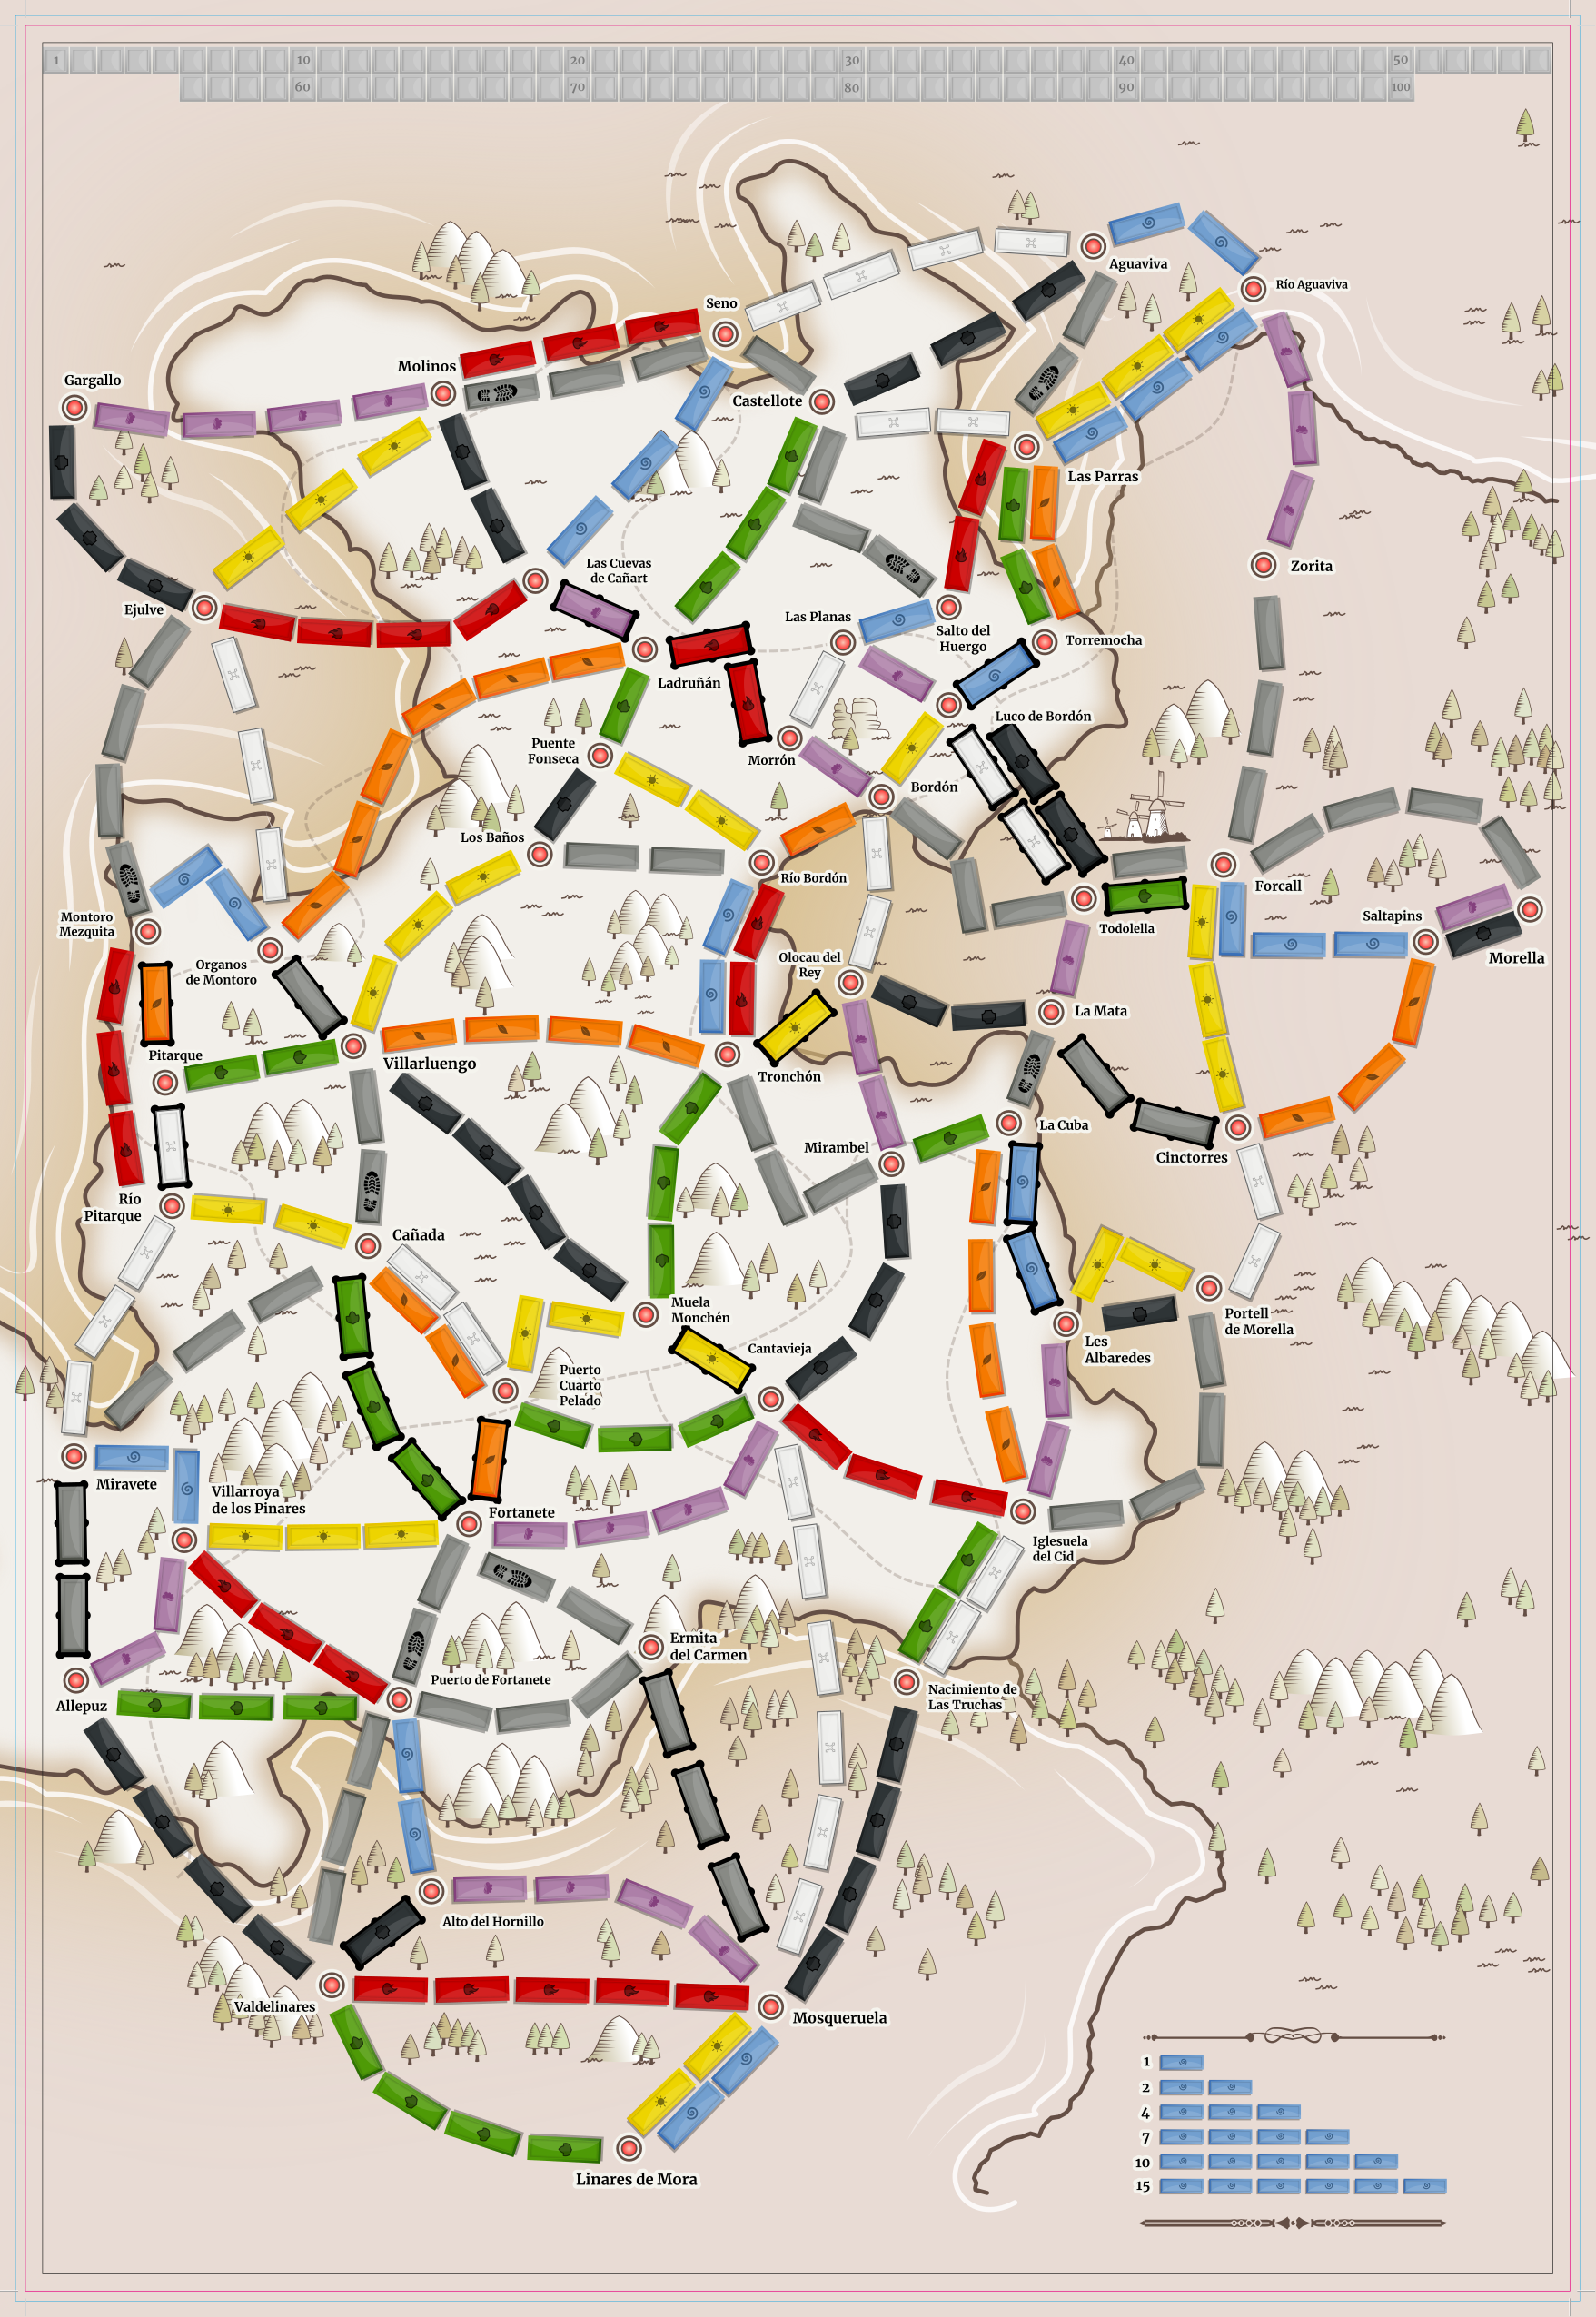 1 10 20 30 40 50
60 70 80 90 100
Aguaviva
Río Aguaviva
Seno
Molinos
Gargallo
Castellote
Las Parras
Zorita
Las Cuevas
de Cañart
Ejulve
Las Planas
Salto del
Huergo
Torremocha
Ladruñán
Luco de Bordón
Puente
Fonseca
Morrón
Bordón
Los Baños
Río Bordón
Forcall
Montoro
Mezquita
Saltapins
Todolella
Morella
Organos
de Montoro
Olocau del
Rey
La Mata
Pitarque
Villarluengo
Tronchón
La Cuba
Mirambel
Cinctorres
Río
Pitarque
Cañada
Muela
Monchén
Portell
de Morella
Cantavieja
Les
Albaredes
Puerto
Cuarto
Pelado
Miravete
Villarroya
de los Pinares
Fortanete
Iglesuela
del Cid
Ermita
del Carmen
Puerto de Fortanete
Nacimiento de
Las Truchas
Allepuz
Alto del Hornillo
Valdelinares
Mosqueruela
Linares de Mora
1
2
4
7
10
15